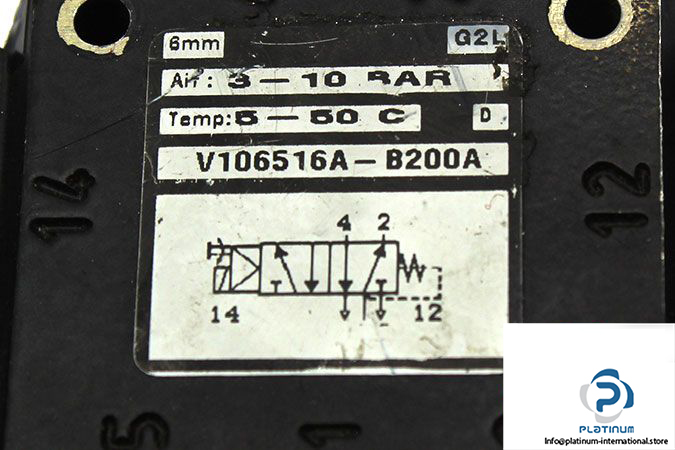 6mm G2L
Air: 3-10 BAR
Temp: 5-50 C D
V106516A-B200A
4 2
14 12
14
12
5 1
PLATINUM
Info@platinum-international.store